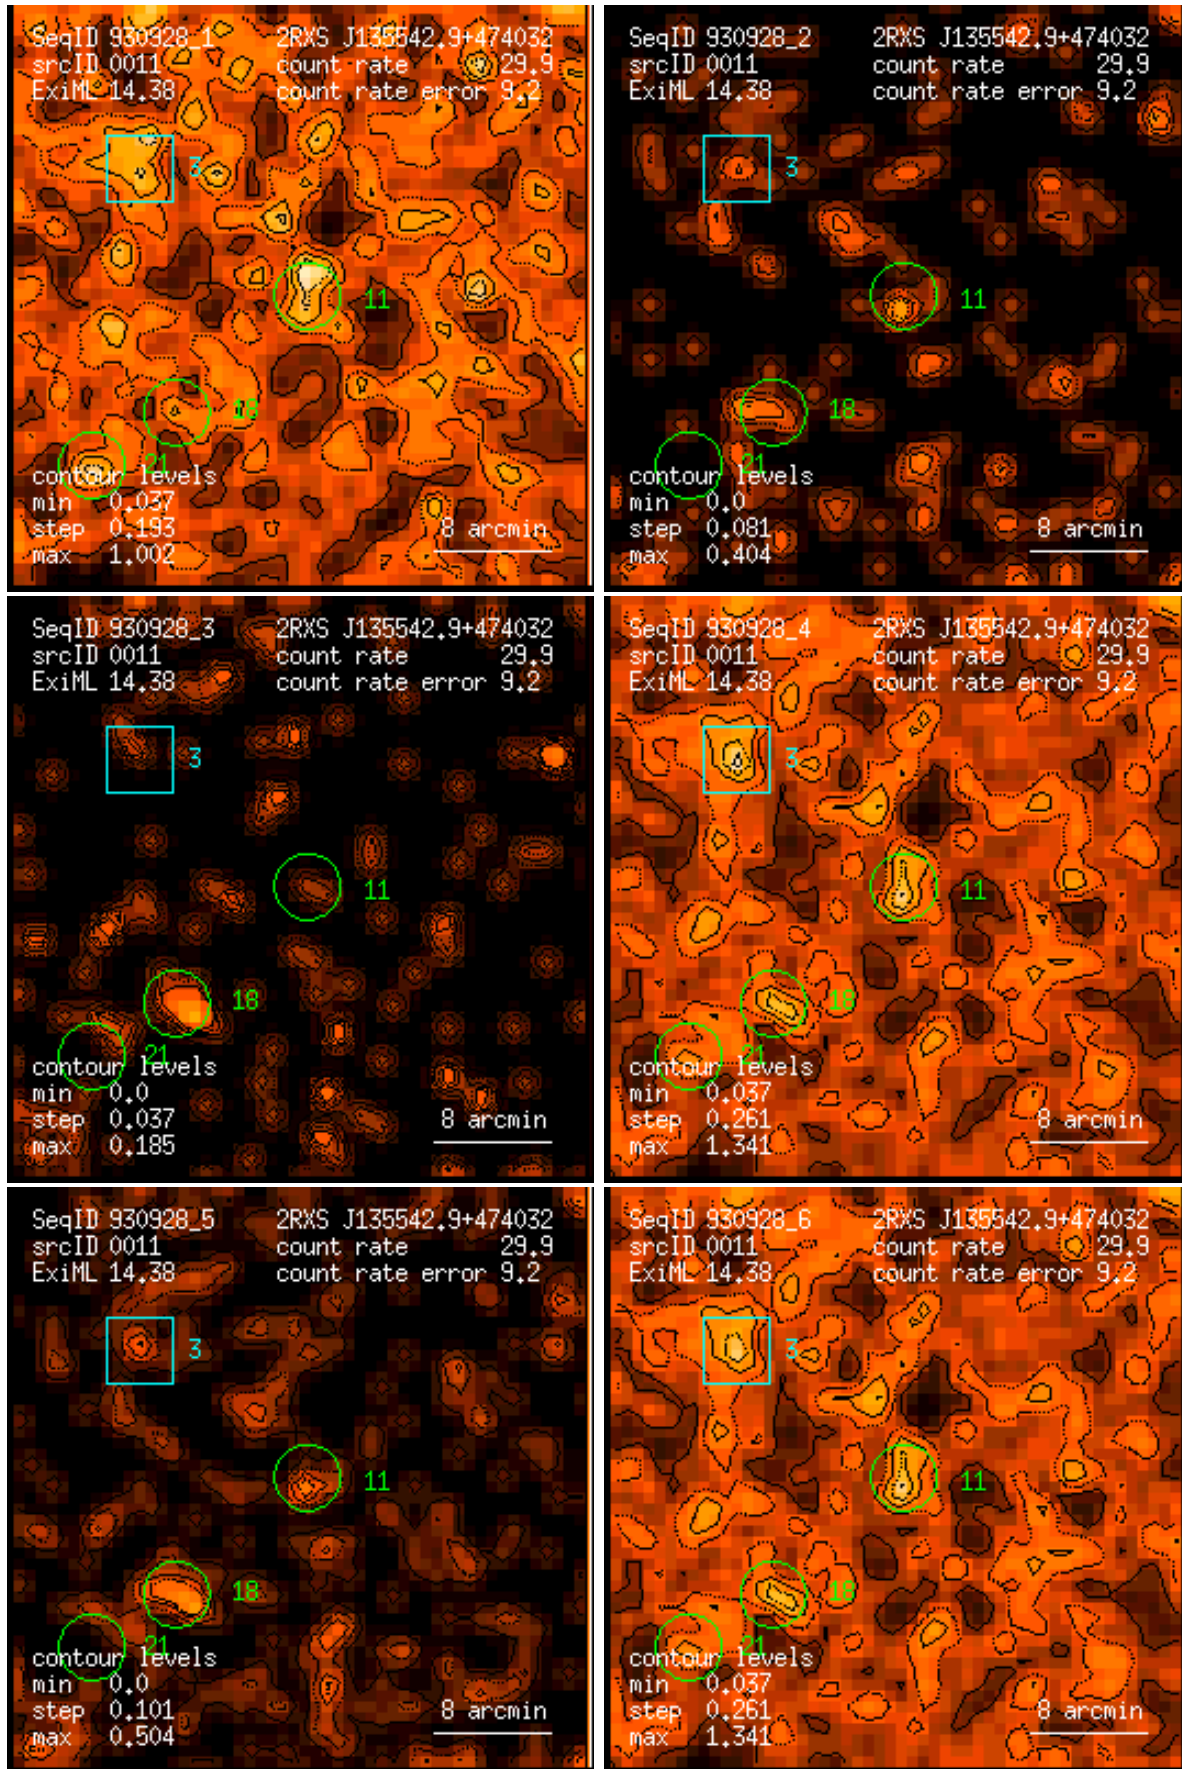 SeqID 930928_1 2RXS J135542.9+474032
srcID 0011 count rate 29.9
ExiML 14.38 count rate error 9.2
3
11
18
21
contour levels
min 0.037
step 0.193 8 arcmin
max 1.002
SeqID 930928_2 2RXS J135542.9+474032
srcID 0011 count rate 29.9
ExiML 14.38 count rate error 9.2
3
11
18
21
contour levels
min 0.0
step 0.081 8 arcmin
max 0.404
SeqID 930928_3 2RXS J135542.9+474032
srcID 0011 count rate 29.9
ExiML 14.38 count rate error 9.2
3
11
18
21
contour levels
min 0.0
step 0.037 8 arcmin
max 0.185
SeqID 930928_4 2RXS J135542.9+474032
srcID 0011 count rate 29.9
ExiML 14.38 count rate error 9.2
3
11
18
21
contour levels
min 0.037
step 0.261 8 arcmin
max 1.341
SeqID 930928_5 2RXS J135542.9+474032
srcID 0011 count rate 29.9
ExiML 14.38 count rate error 9.2
3
11
18
21
contour levels
min 0.0
step 0.101 8 arcmin
max 0.504
SeqID 930928_6 2RXS J135542.9+474032
srcID 0011 count rate 29.9
ExiML 14.38 count rate error 9.2
3
11
18
21
contour levels
min 0.037
step 0.261 8 arcmin
max 1.341